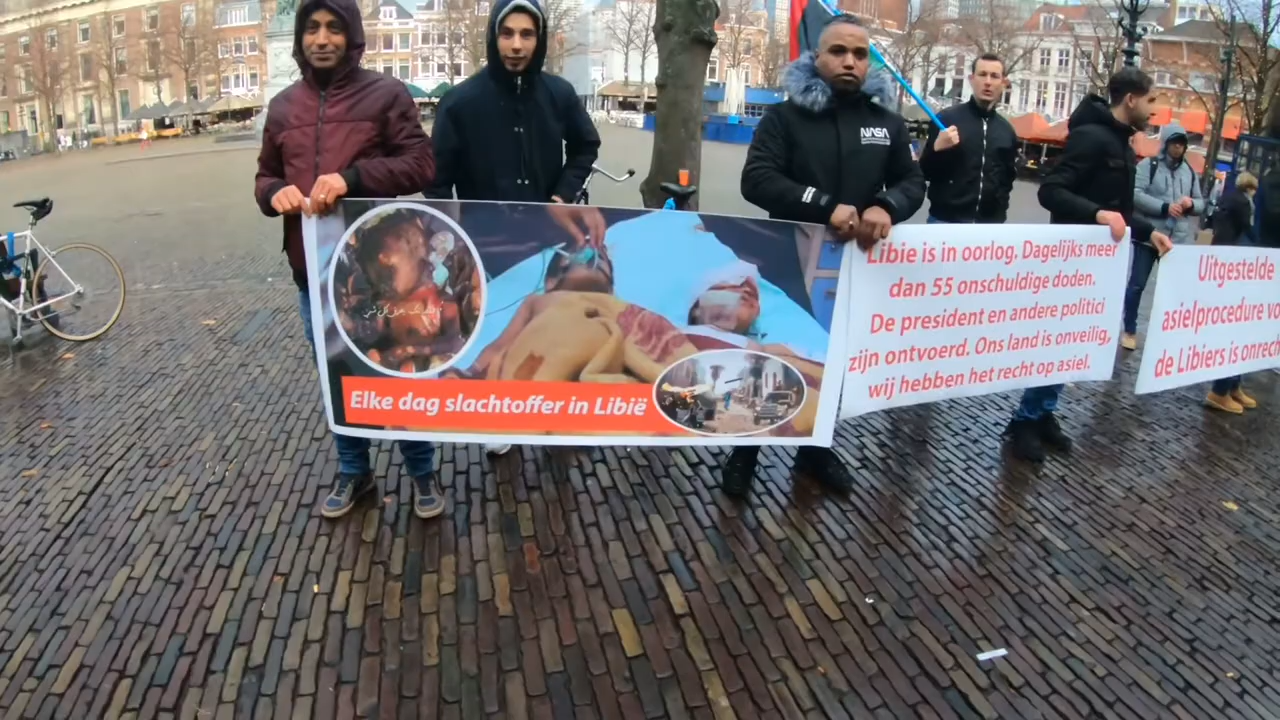 NASA
Elke dag slachtoffer in Libië
Libie is in oorlog. Dagelijks meer
dan 55 onschuldige doden.
De president en andere politici
zijn ontvoerd. Ons land is onveilig,
wij hebben het recht op asiel.
Uitgestelde
asielprocedure vo
de Libiers is onrech